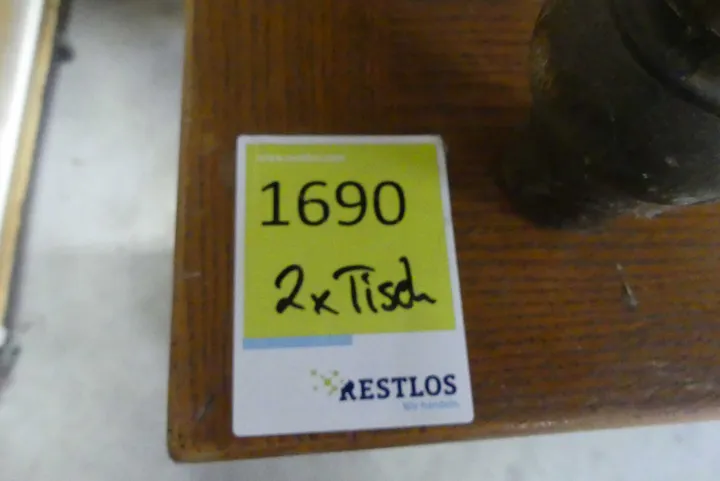 1690
2x Tisch
RESTLOS